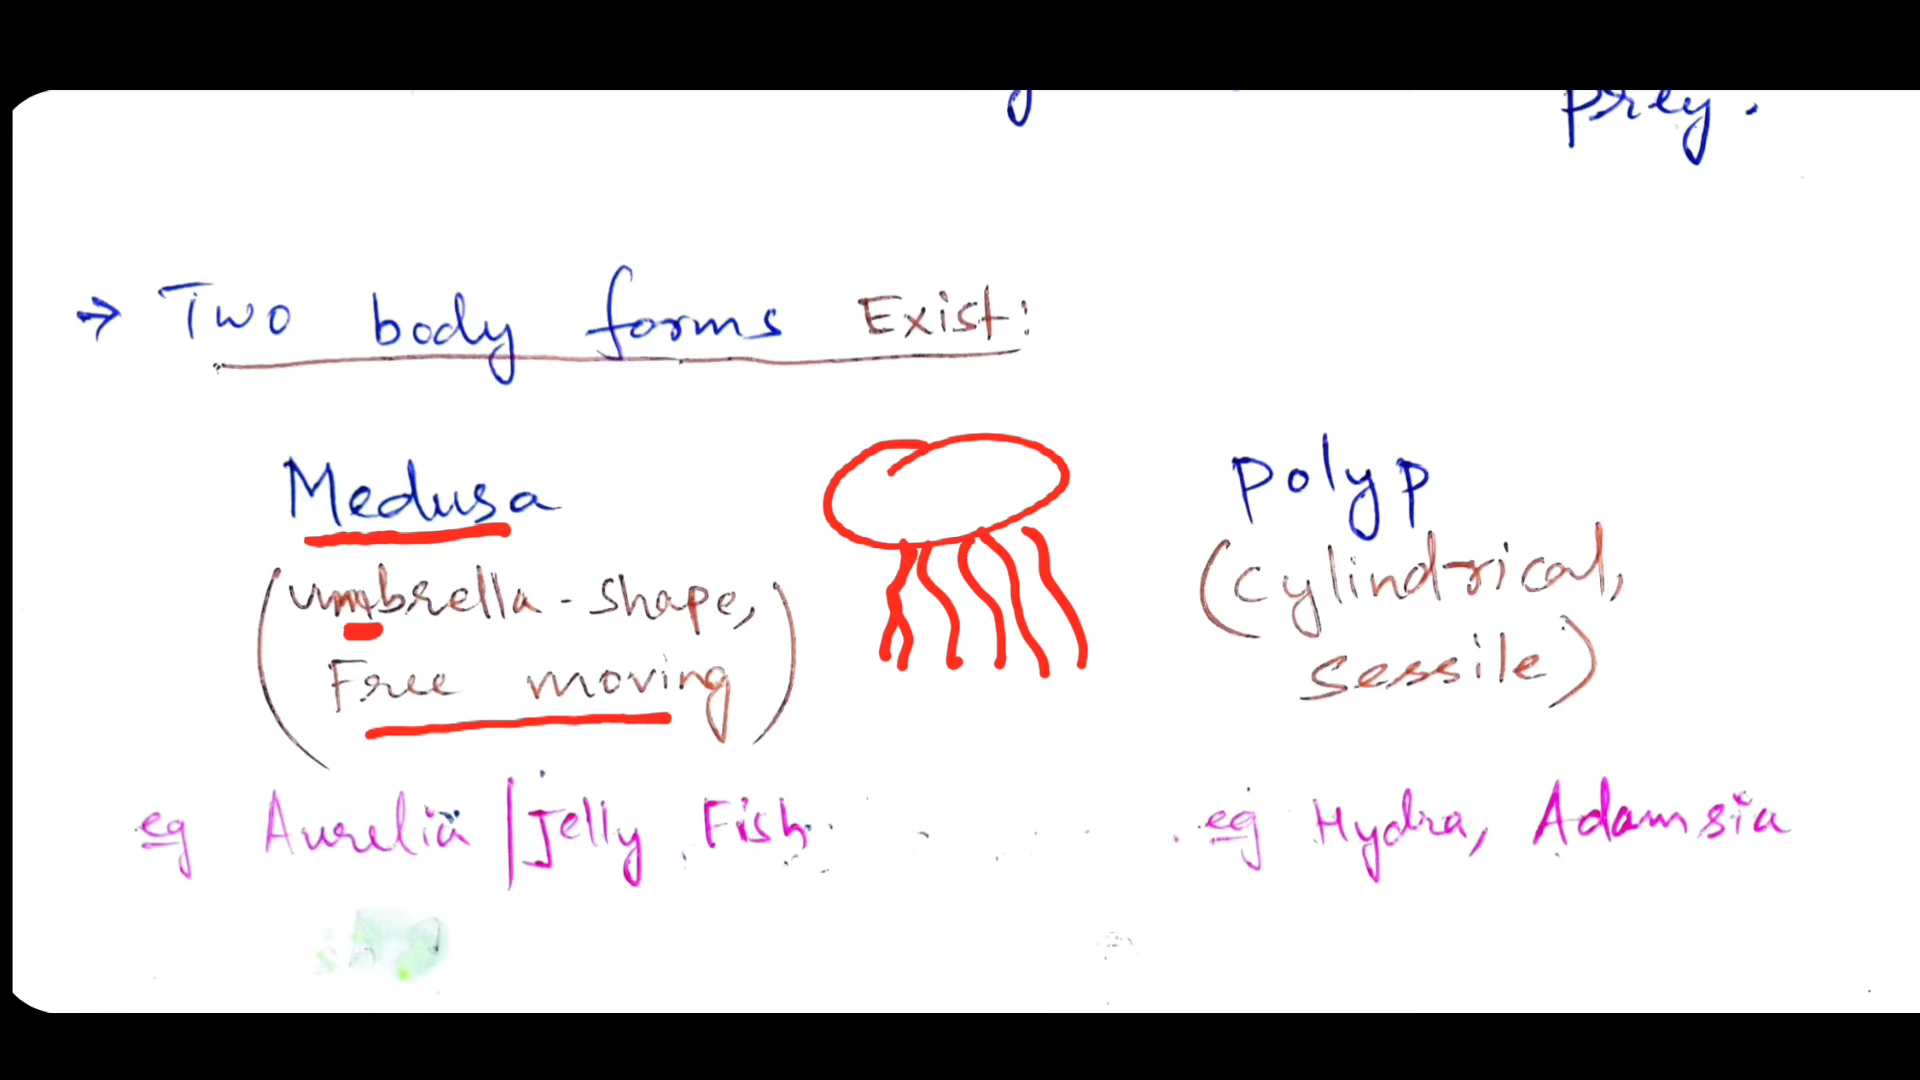 prey.
→ Two body forms Exist:
Medusa
(umbrella-shape,
Free moving)
eg Aurelia | Jelly Fish
polyp
(cylindrical,
sessile)
eg Hydra, Adamsia